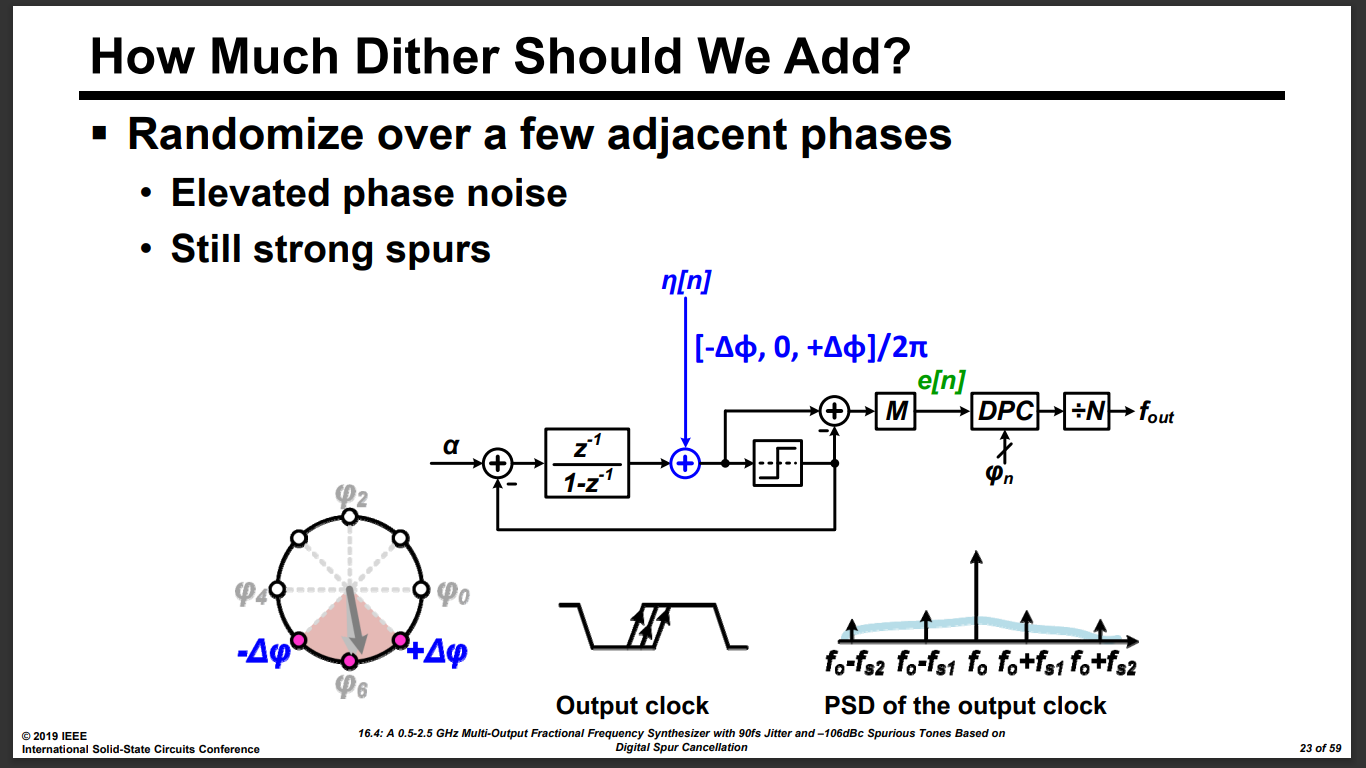 How Much Dither Should We Add?
▪ Randomize over a few adjacent phases
• Elevated phase noise
• Still strong spurs
η[n]
[-Δϕ, 0, +Δϕ]/2π
e[n]
α
z⁻¹
1-z⁻¹
+
+
+
−
−
M
DPC
÷N
fout
φn
φ2
φ4
φ0
-Δφ
+Δφ
φ6
fo-fs2 fo-fs1 fo fo+fs1 fo+fs2
Output clock
PSD of the output clock
© 2019 IEEE
International Solid-State Circuits Conference
16.4: A 0.5-2.5 GHz Multi-Output Fractional Frequency Synthesizer with 90fs Jitter and –106dBc Spurious Tones Based on
Digital Spur Cancellation
23 of 59